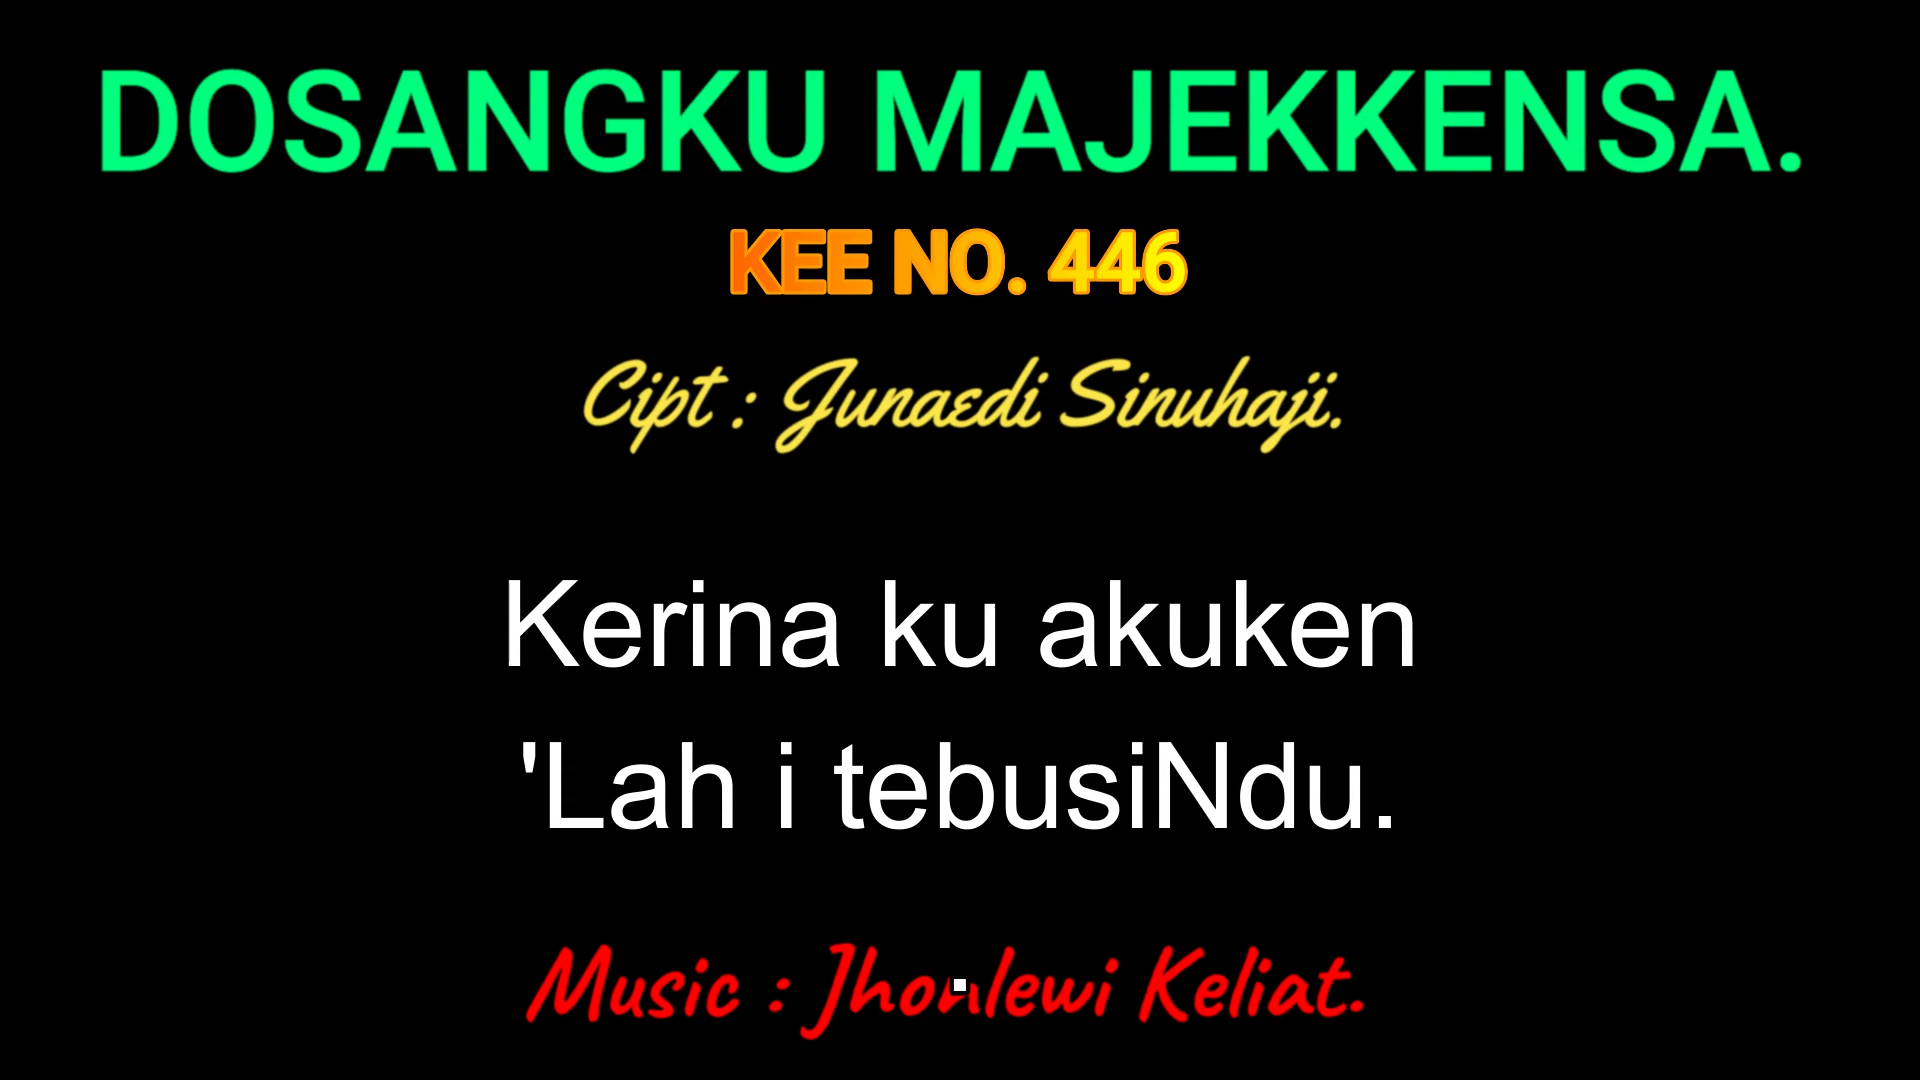 DOSANGKU MAJEKKENSA.
KEE NO. 446
Cipt : Junaedi Sinuhaji.
Kerina ku akuken
'Lah i tebusiNdu.
Music : Jhonlewi Keliat.